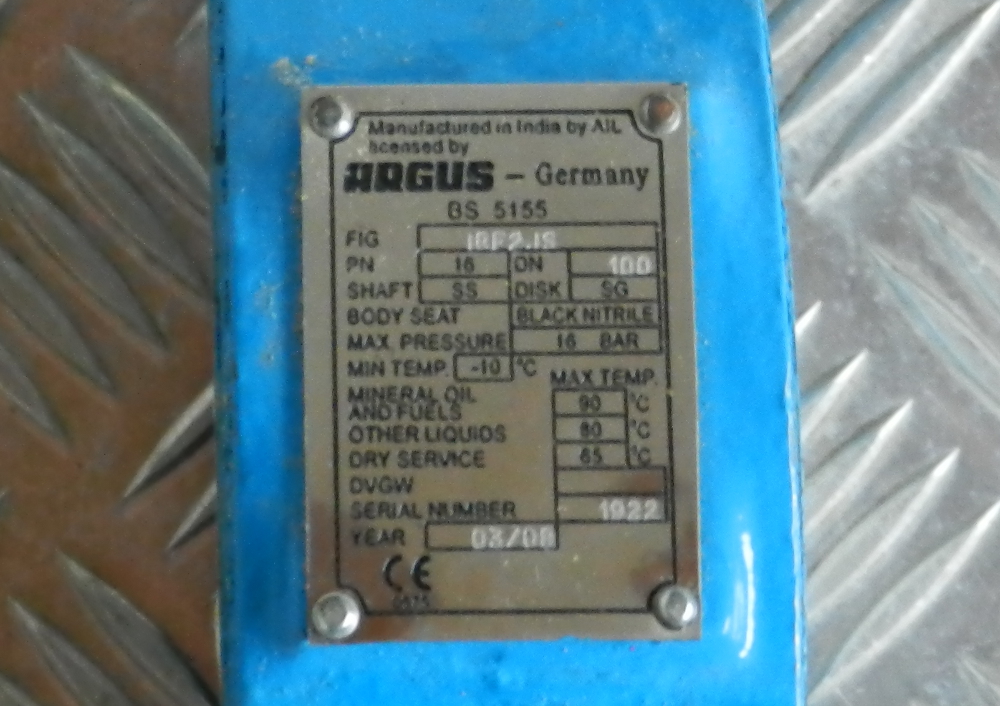 Manufactured in India by AIL
licensed by
ARGUS – Germany
BS 5155
FIG
PN 16 DN 100
SHAFT SS DISK SG
BODY SEAT BLACK NITRILE
MAX. PRESSURE 16 BAR
MIN TEMP. -10 °C
MAX TEMP.
MINERAL OIL
AND FUELS 90 °C
OTHER LIQUIDS 80 °C
DRY SERVICE 65 °C
DVGW
SERIAL NUMBER 1922
YEAR 03/08
CE